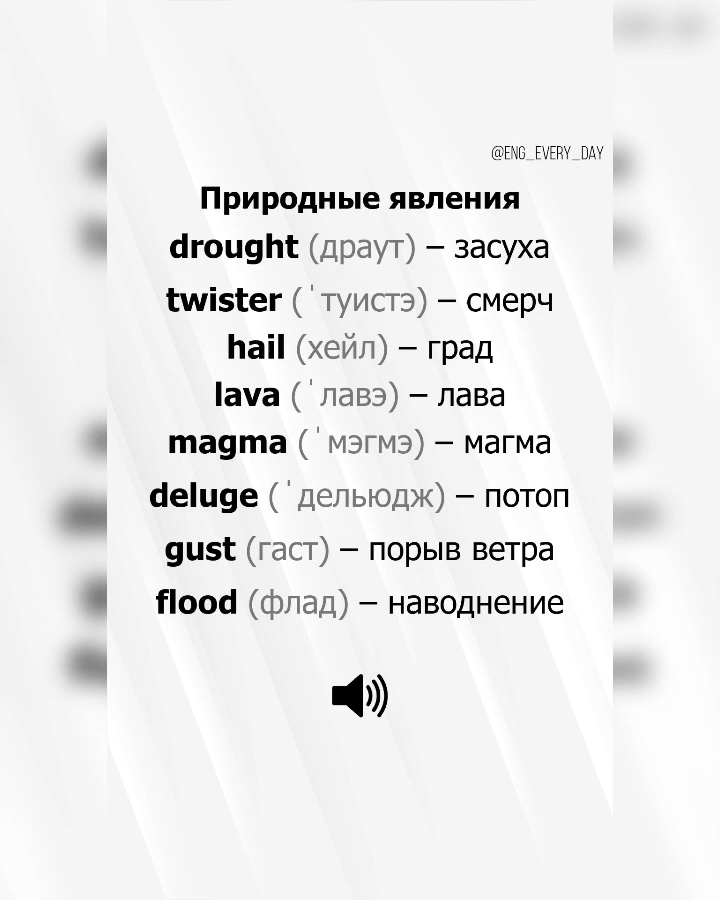 @ENG_EVERY_DAY
Природные явления
drought (драут) – засуха
twister (ˈтуистэ) – смерч
hail (хейл) – град
lava (ˈлавэ) – лава
magma (ˈмэгмэ) – магма
deluge (ˈдельюдж) – потоп
gust (гаст) – порыв ветра
flood (флад) – наводнение